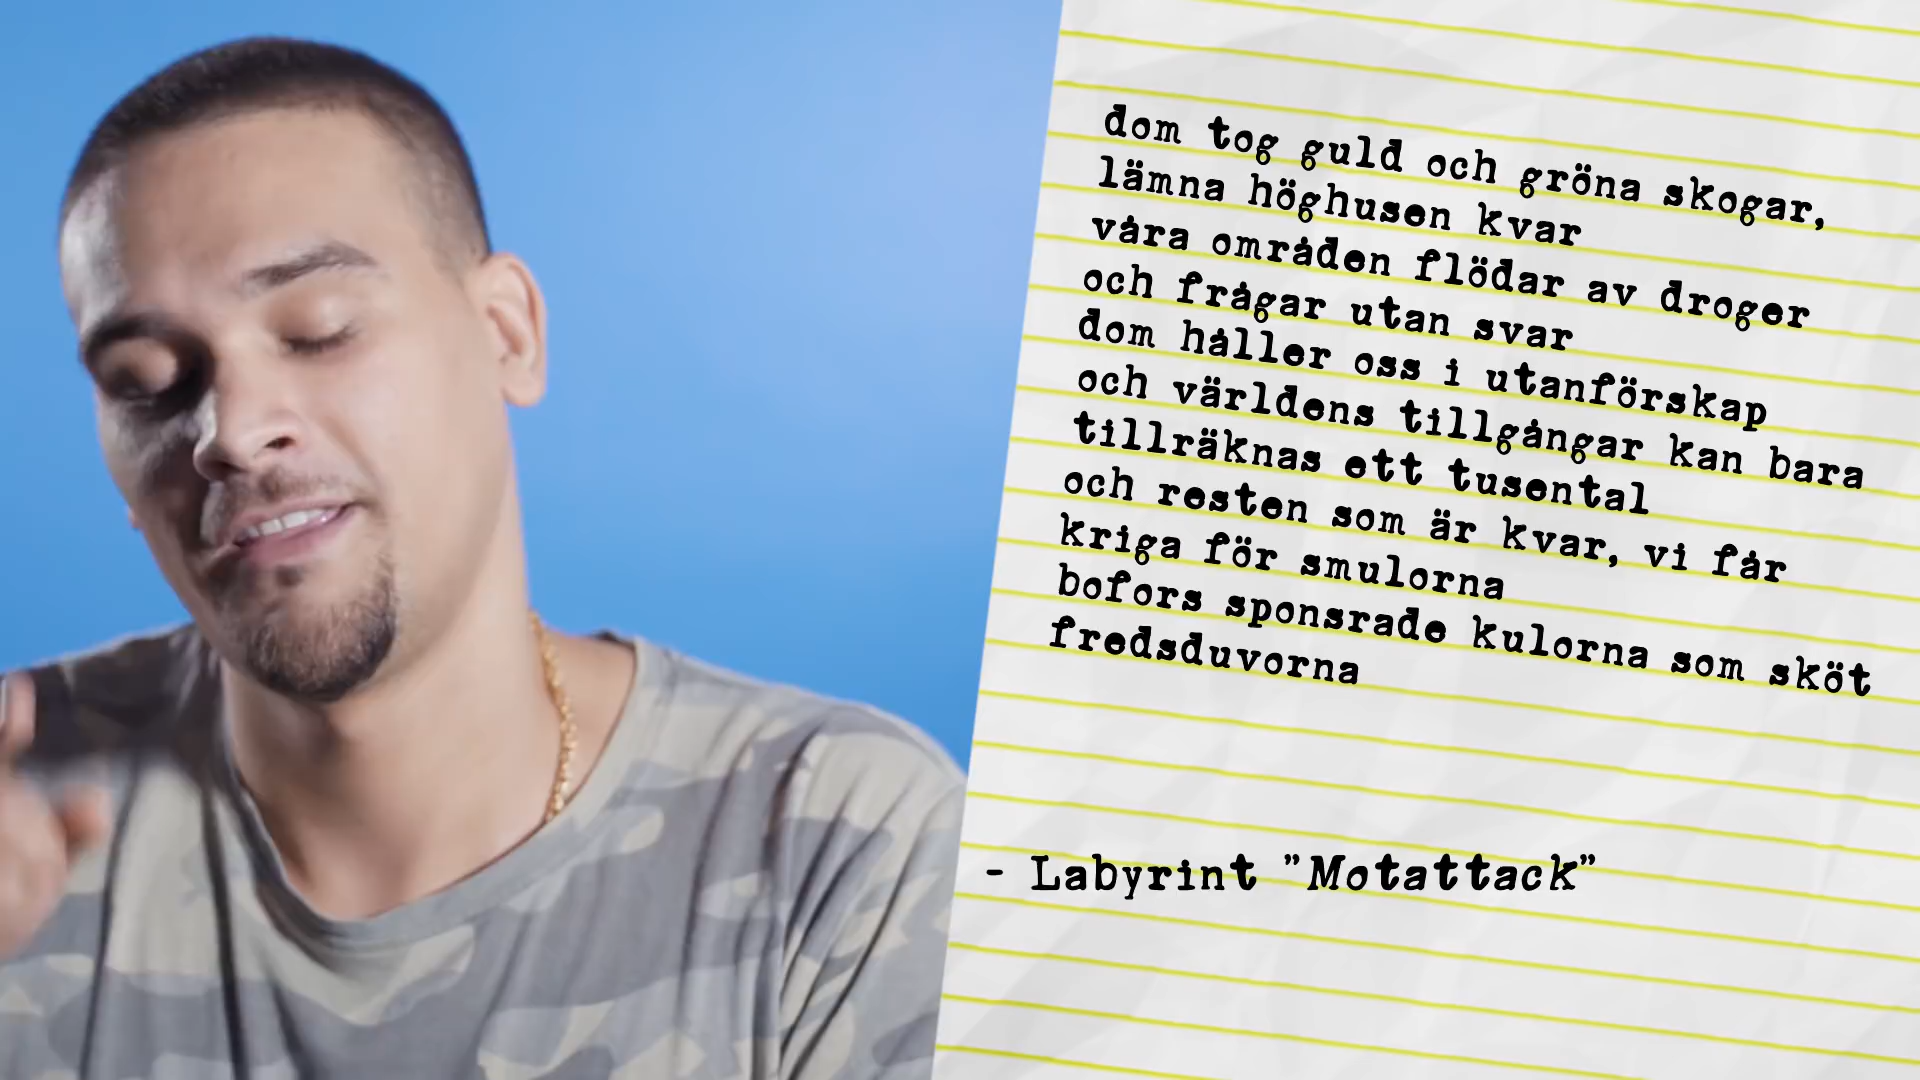 dom tog guld och gröna skogar,
lämna höghusen kvar
våra områden flödar av droger
och frågar utan svar
dom håller oss i utanförskap
och världens tillgångar kan bara
tillräknas ett tusental
och resten som är kvar, vi får
kriga för smulorna
bofors sponsrade kulorna som sköt
fredsduvorna
- Labyrint "Motattack"